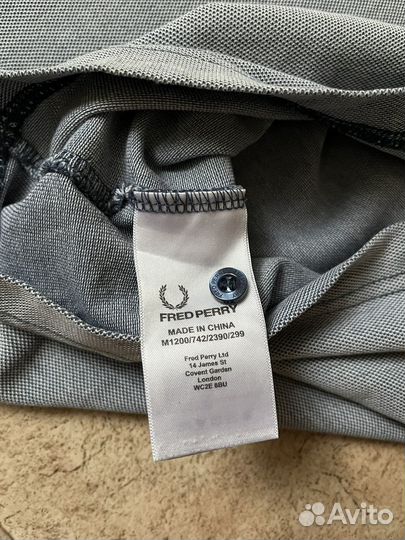 FRED PERRY
MADE IN CHINA
M1200/742/2390/299
Fred Perry Ltd
14 James St
Covent Garden
London
WC2E 8BU
Avito